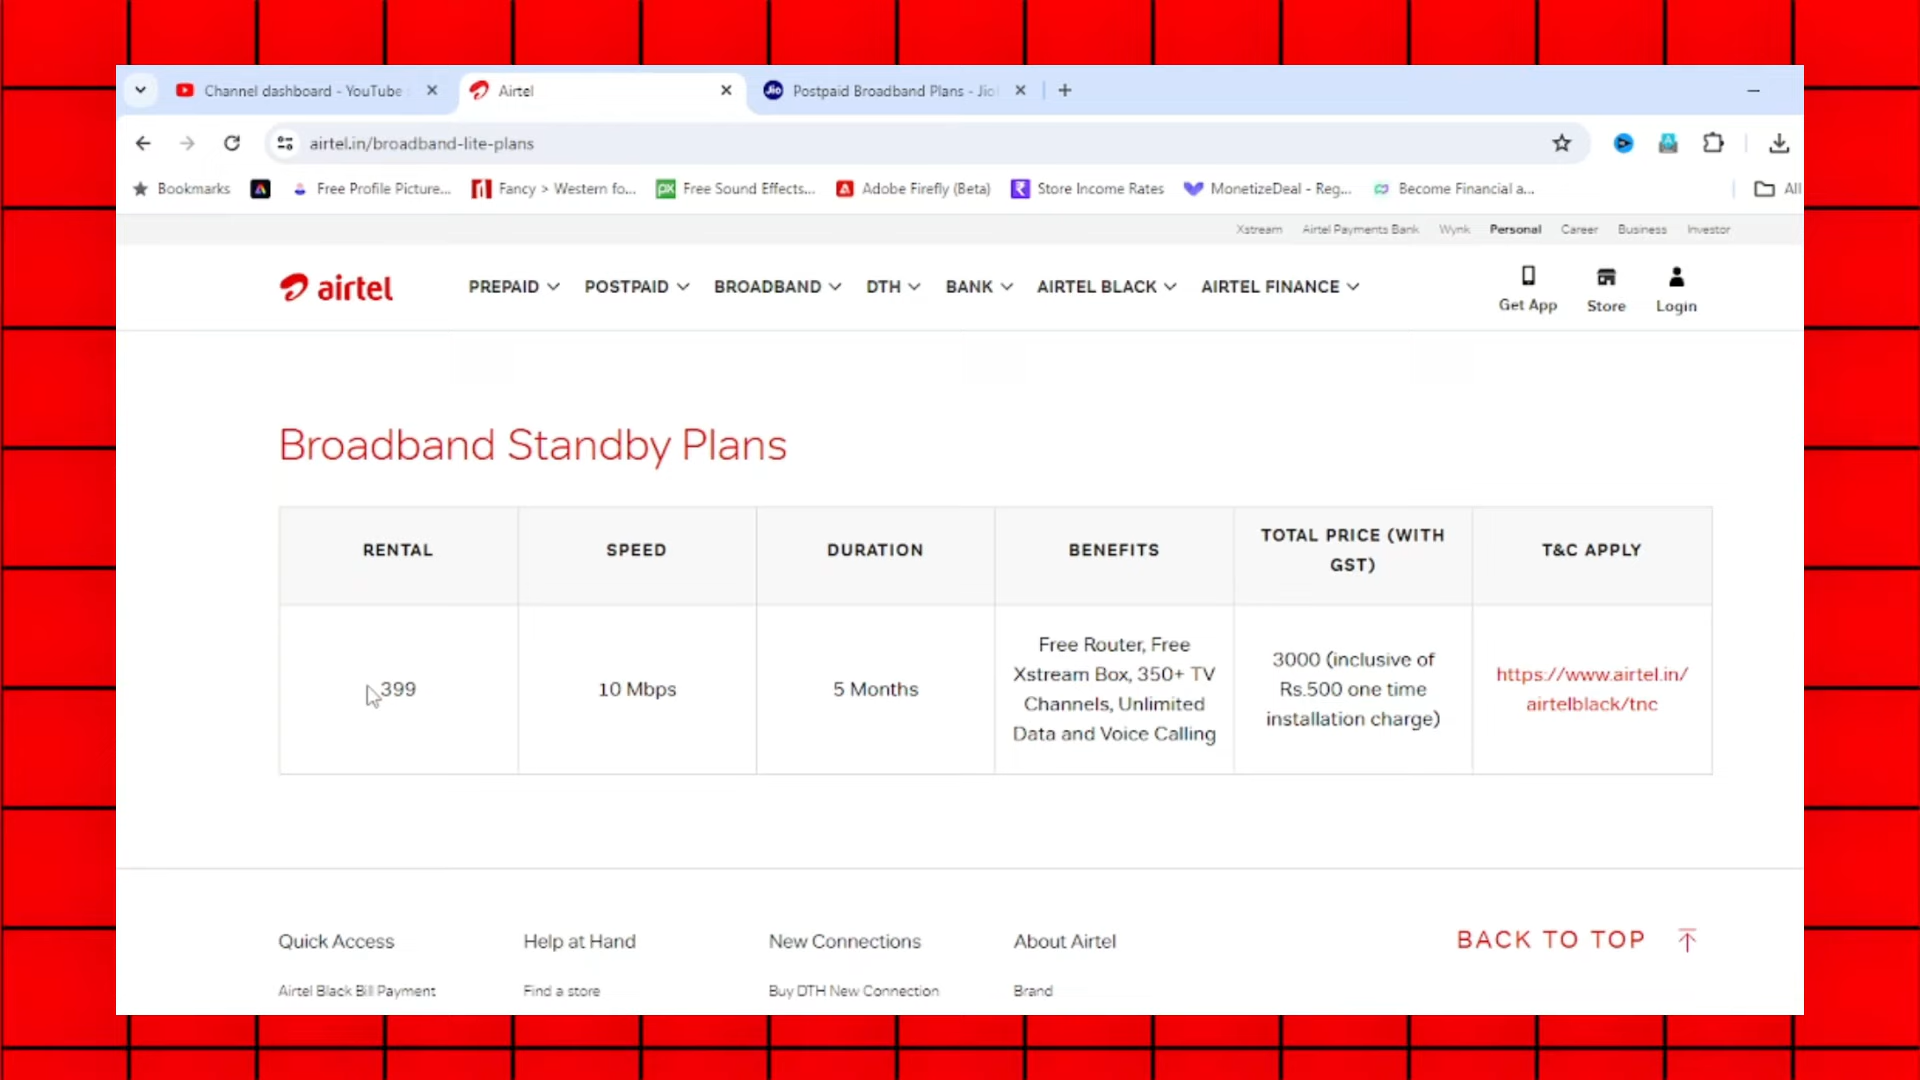 Channel dashboard - YouTube
Airtel
Jio
Postpaid Broadband Plans - Jio
airtel.in/broadband-lite-plans
Bookmarks
Free Profile Picture...
Fancy > Western fo...
px
Free Sound Effects...
Adobe Firefly (Beta)
Store Income Rates
MonetizeDeal - Reg...
Become Financial a...
All
Xstream
Airtel Payments Bank
Wynk
Personal
Career
Business
Investor
airtel
PREPAID
POSTPAID
BROADBAND
DTH
BANK
AIRTEL BLACK
AIRTEL FINANCE
Get App
Store
Login
Broadband Standby Plans
RENTAL
SPEED
DURATION
BENEFITS
TOTAL PRICE (WITH
GST)
T&C APPLY
399
10 Mbps
5 Months
Free Router, Free
Xstream Box, 350+ TV
Channels, Unlimited
Data and Voice Calling
3000 (inclusive of
Rs.500 one time
installation charge)
https://www.airtel.in/
airtelblack/tnc
Quick Access
Help at Hand
New Connections
About Airtel
BACK TO TOP
Airtel Black Bill Payment
Find a store
Buy DTH New Connection
Brand